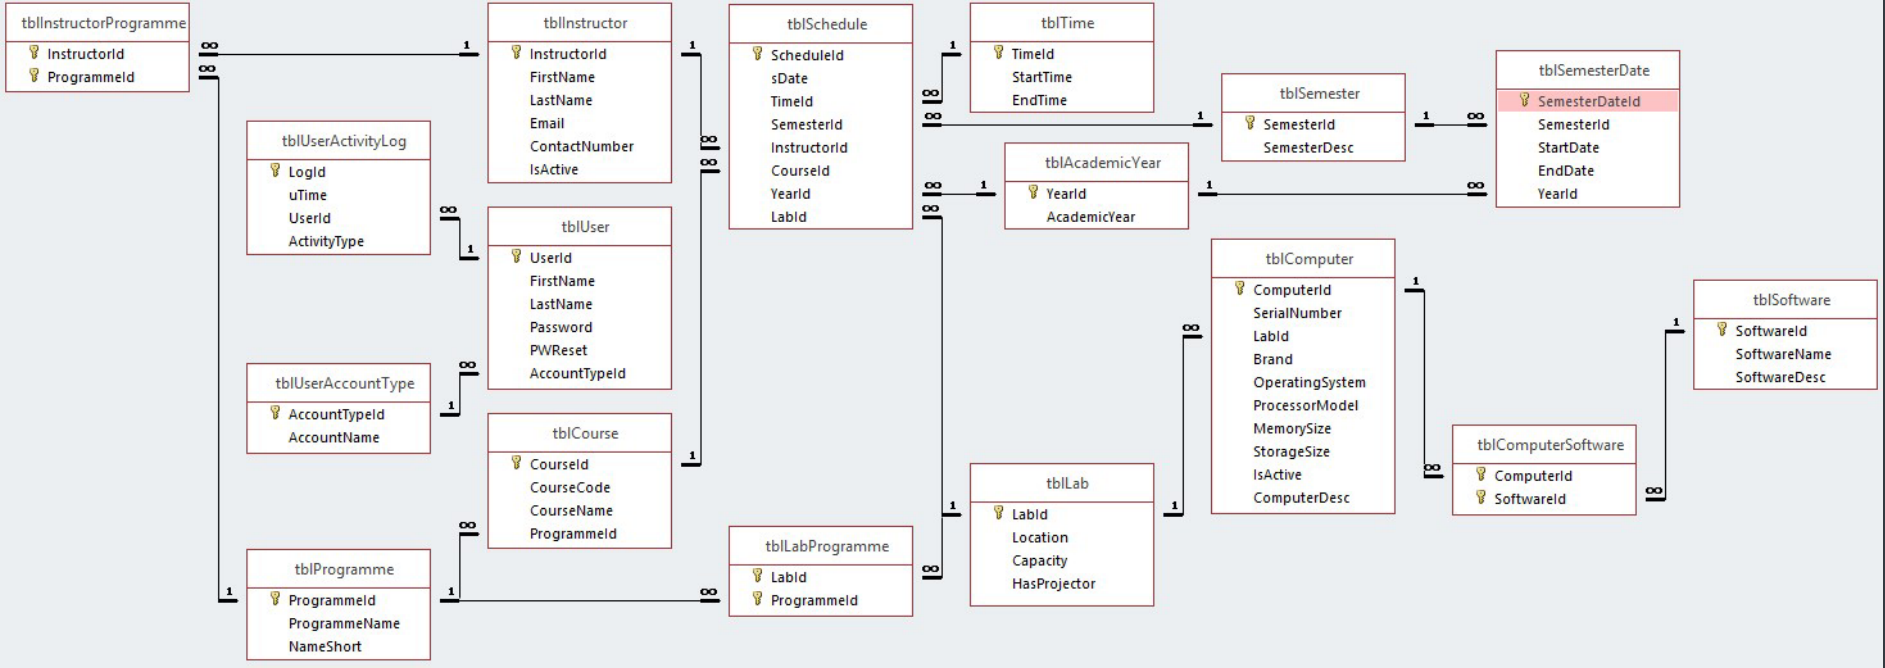 tblInstructorProgramme
InstructorId
ProgrammeId
∞
1
∞
tblInstructor
InstructorId
FirstName
LastName
Email
ContactNumber
IsActive
1
∞
∞
tblSchedule
ScheduleId
sDate
TimeId
SemesterId
InstructorId
CourseId
YearId
LabId
1
∞
∞
∞
∞
tblTime
TimeId
StartTime
EndTime
tblSemester
SemesterId
SemesterDesc
1
1
∞
tblSemesterDate
SemesterDateId
SemesterId
StartDate
EndDate
YearId
tblAcademicYear
YearId
AcademicYear
1
1
∞
tblUserActivityLog
LogId
uTime
UserId
ActivityType
∞
1
tblUser
UserId
FirstName
LastName
Password
PWReset
AccountTypeId
∞
1
tblUserAccountType
AccountTypeId
AccountName
tblCourse
CourseId
CourseCode
CourseName
ProgrammeId
1
∞
tblProgramme
ProgrammeId
ProgrammeName
NameShort
1
1
∞
tblLabProgramme
LabId
ProgrammeId
∞
1
tblLab
LabId
Location
Capacity
HasProjector
1
∞
tblComputer
ComputerId
SerialNumber
LabId
Brand
OperatingSystem
ProcessorModel
MemorySize
StorageSize
IsActive
ComputerDesc
1
∞
tblComputerSoftware
ComputerId
SoftwareId
∞
1
tblSoftware
SoftwareId
SoftwareName
SoftwareDesc